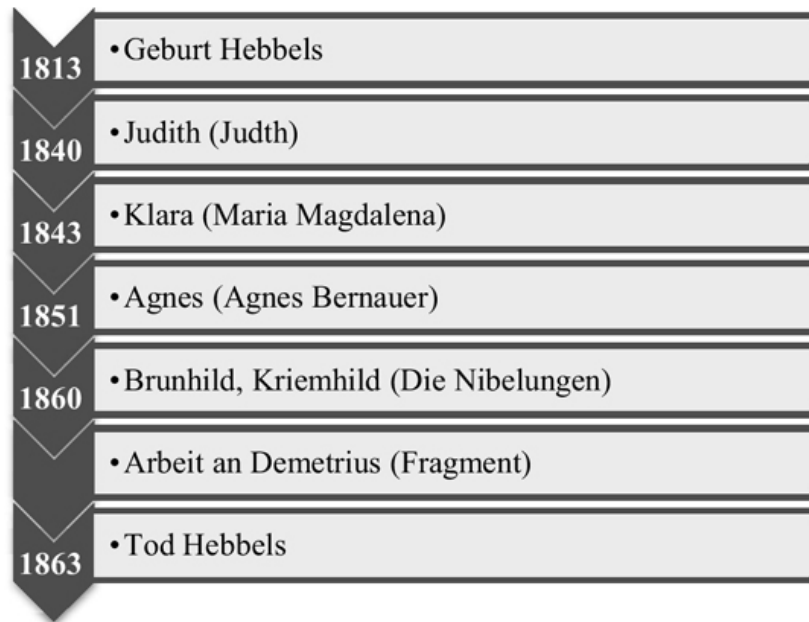 1813
•Geburt Hebbels
1840
•Judith (Judth)
1843
•Klara (Maria Magdalena)
1851
•Agnes (Agnes Bernauer)
1860
•Brunhild, Kriemhild (Die Nibelungen)
•Arbeit an Demetrius (Fragment)
1863
•Tod Hebbels